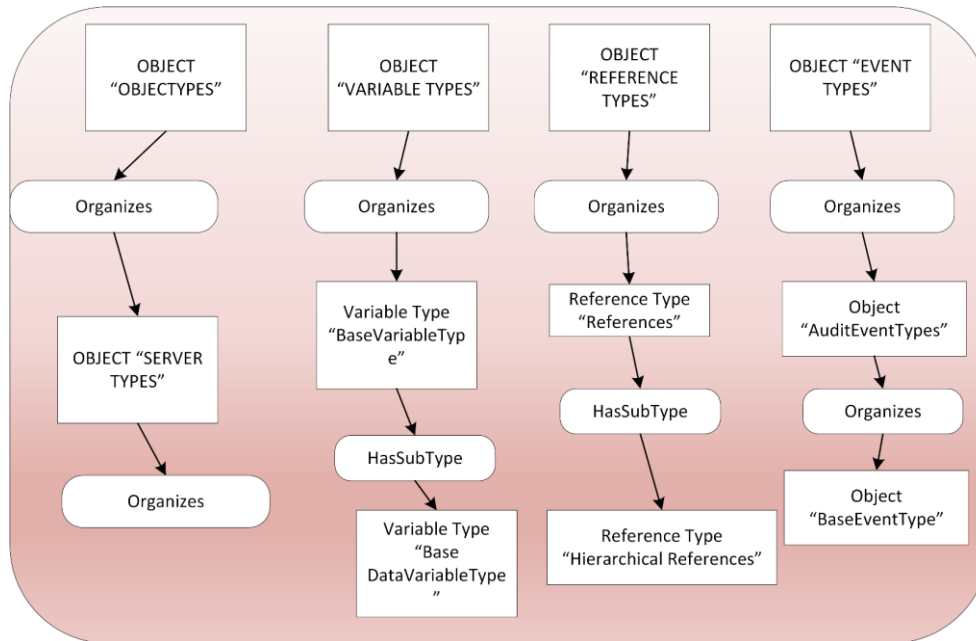 OBJECT
“OBJECTYPES”
Organizes
OBJECT “SERVER
TYPES”
Organizes
OBJECT
“VARIABLE TYPES”
Organizes
Variable Type
“BaseVariableTyp
e”
HasSubType
Variable Type
“Base
DataVariableType
”
OBJECT
“REFERENCE
TYPES”
Organizes
Reference Type
“References”
HasSubType
Reference Type
“Hierarchical References”
OBJECT “EVENT
TYPES”
Organizes
Object
“AuditEventTypes”
Organizes
Object
“BaseEventType”